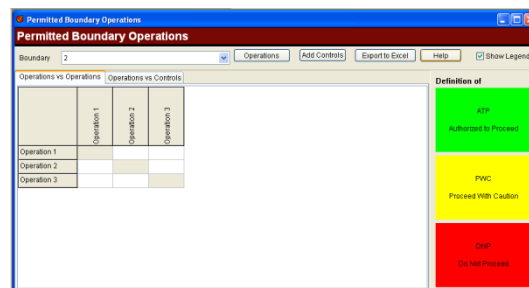 Permitted Boundary Operations
Permitted Boundary Operations
Boundary 2 Operations Add Controls Export to Excel Help Show Legend
Operations vs Operations Operations vs Controls
Definition of
Operation 1 Operation 2 Operation 3
Operation 1
Operation 2
Operation 3
ATP
Authorized to Proceed
PWC
Proceed With Caution
DNP
Do Not Proceed